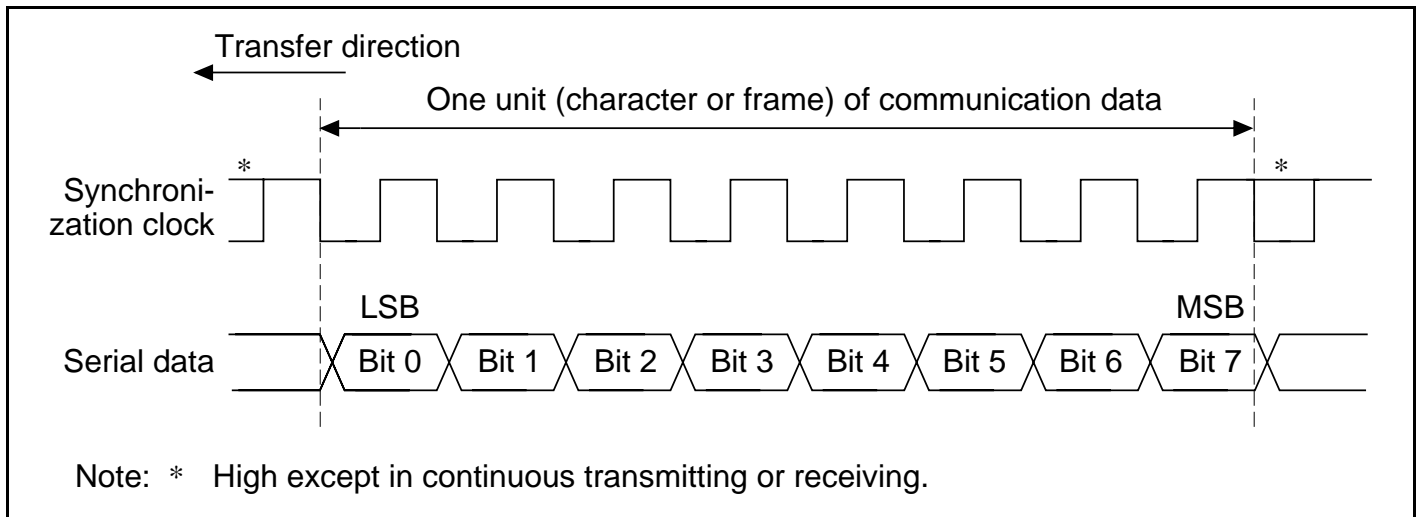 Transfer direction
One unit (character or frame) of communication data
*
*
Synchroni-
zation clock
LSB
MSB
Serial data
Bit 0
Bit 1
Bit 2
Bit 3
Bit 4
Bit 5
Bit 6
Bit 7
Note: * High except in continuous transmitting or receiving.